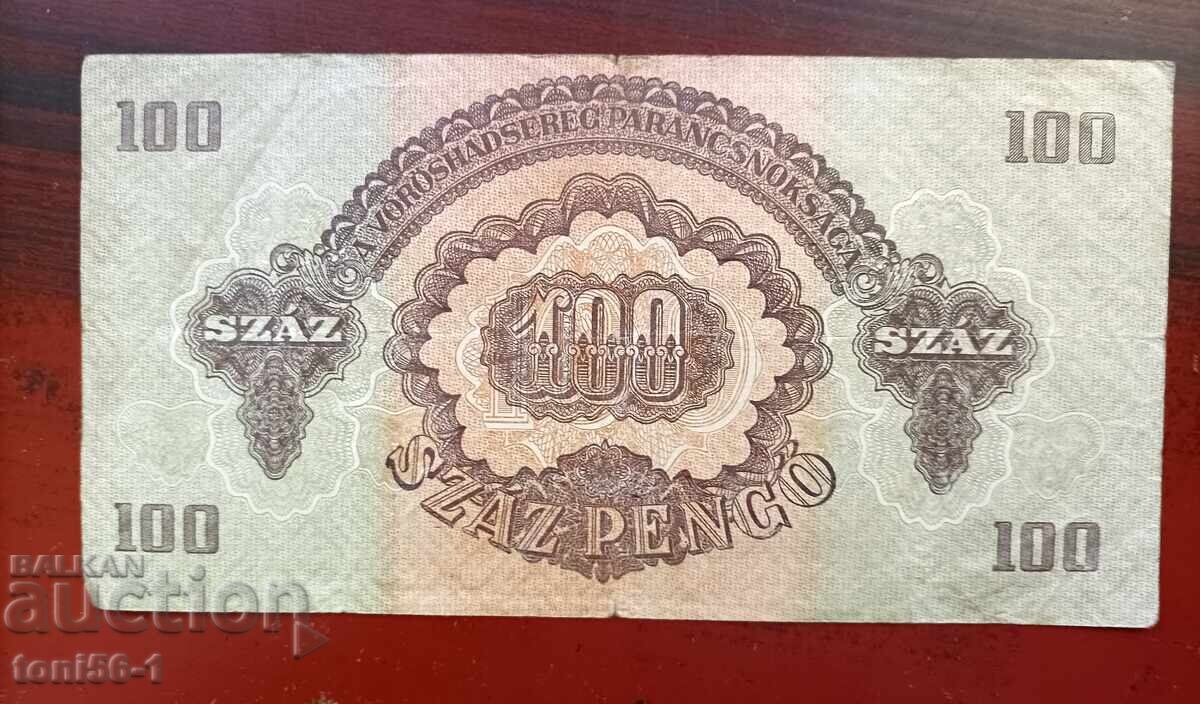 100
100
A VÖRÖSHADSEREG PARANCSNOKSÁGA
SZÁZ
100
SZÁZ
SZÁZ PENGŐ
100
100
BALKAN
auction
toni56-1